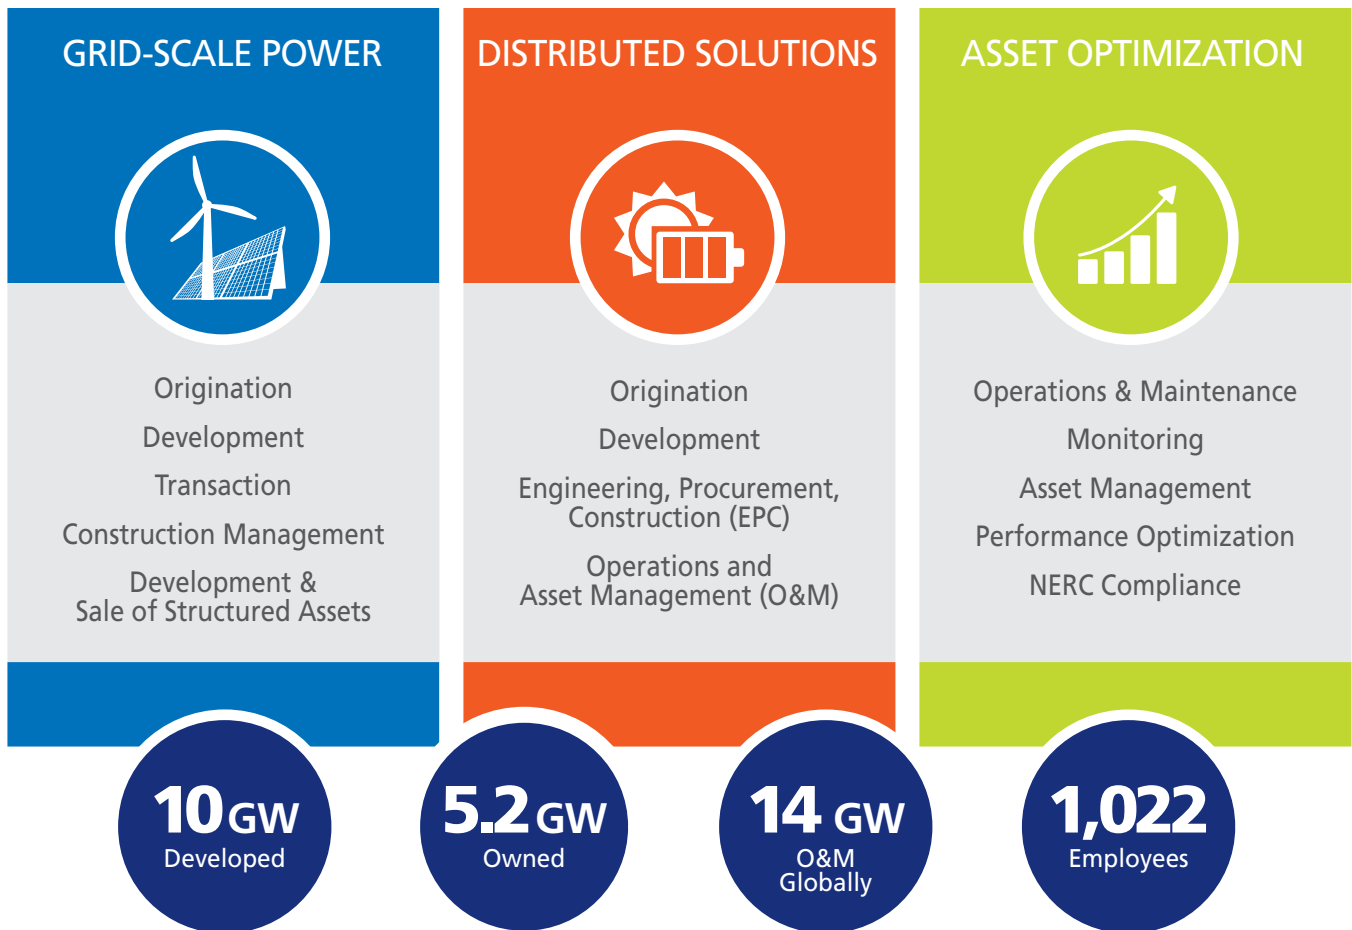 GRID-SCALE POWER
Origination
Development
Transaction
Construction Management
Development &
Sale of Structured Assets
DISTRIBUTED SOLUTIONS
Origination
Development
Engineering, Procurement,
Construction (EPC)
Operations and
Asset Management (O&M)
ASSET OPTIMIZATION
Operations & Maintenance
Monitoring
Asset Management
Performance Optimization
NERC Compliance
10 GW
Developed
5.2 GW
Owned
14 GW
O&M
Globally
1,022
Employees